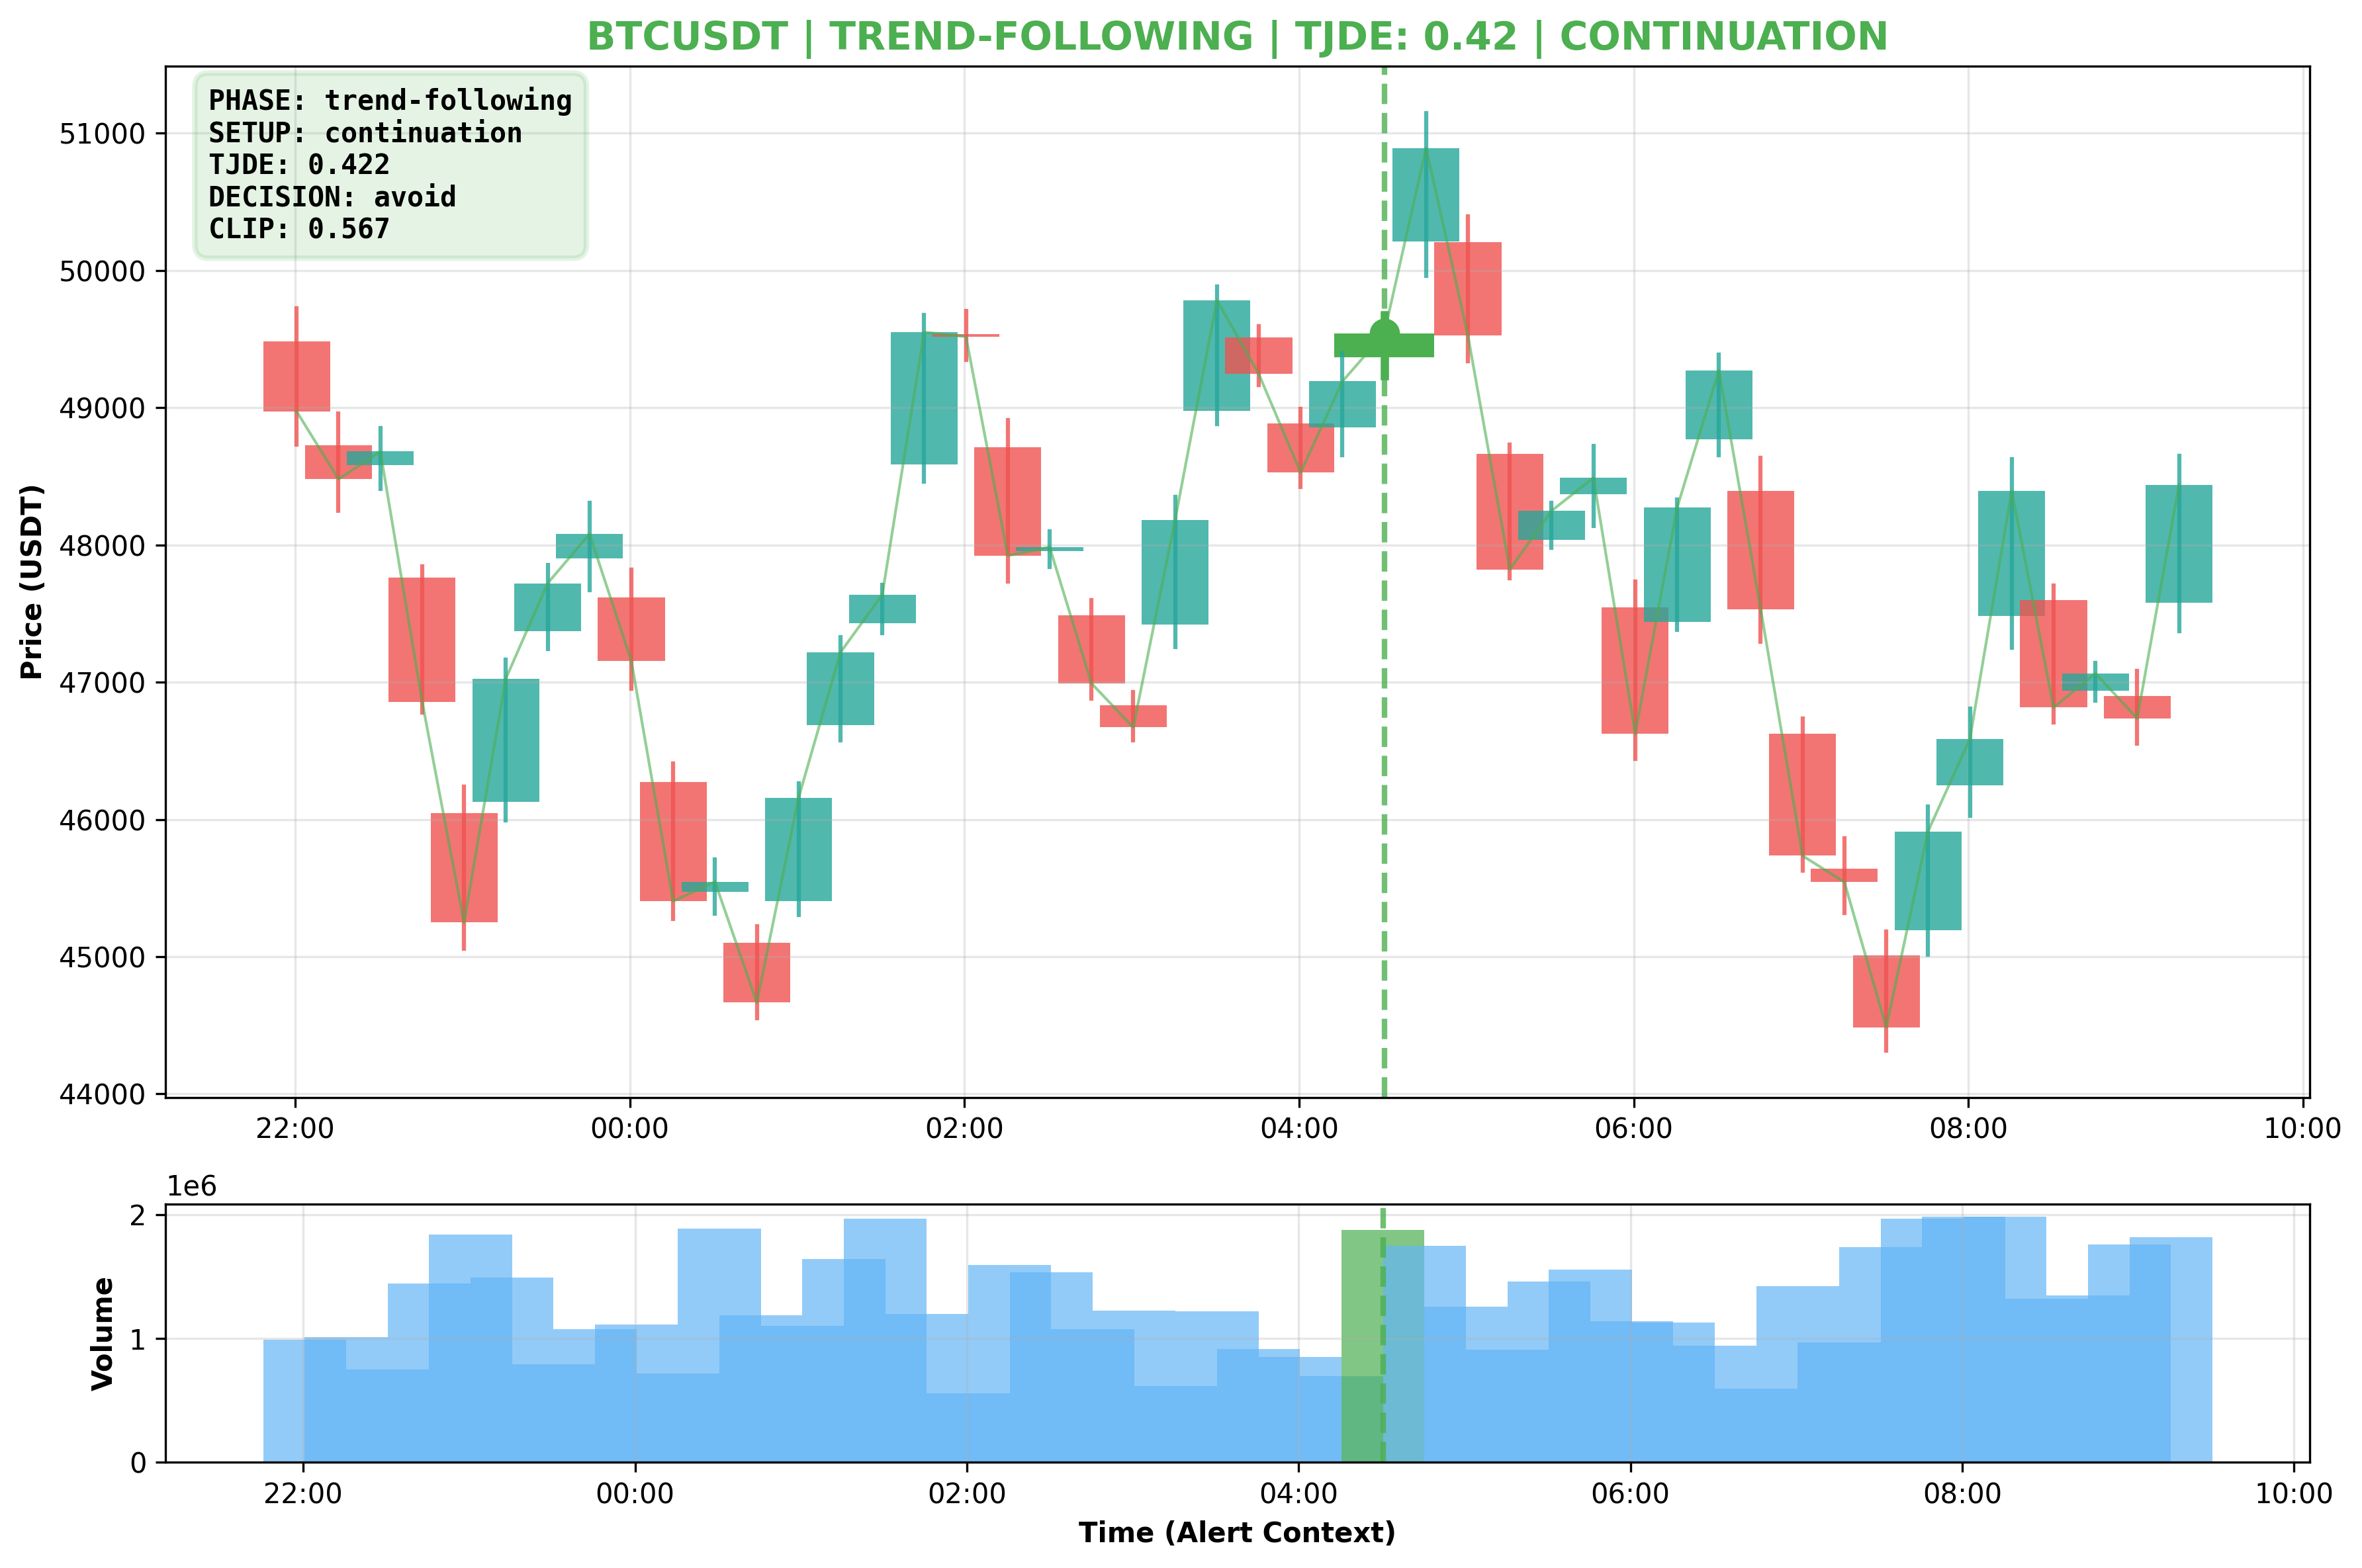 BTCUSDT | TREND-FOLLOWING | TJDE: 0.42 | CONTINUATION
PHASE: trend-following
SETUP: continuation
TJDE: 0.422
DECISION: avoid
CLIP: 0.567
Price (USDT)
51000
50000
49000
48000
47000
46000
45000
44000
22:00 00:00 02:00 04:00 06:00 08:00 10:00
1e6
Volume
2
1
0
22:00 00:00 02:00 04:00 06:00 08:00 10:00
Time (Alert Context)